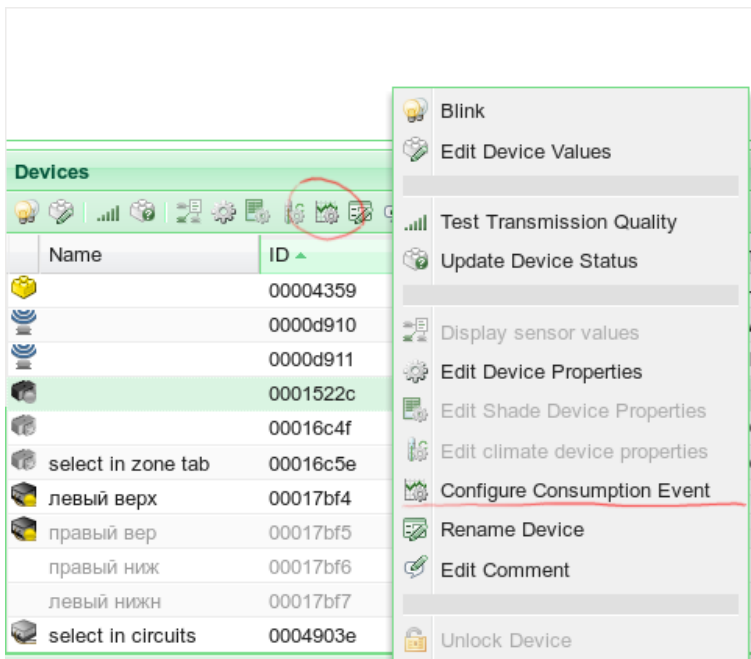 Devices
Name ID
00004359
0000d910
0000d911
0001522c
00016c4f
select in zone tab 00016c5e
левый верх 00017bf4
правый вер 00017bf5
правый ниж 00017bf6
левый нижн 00017bf7
select in circuits 0004903e
Blink
Edit Device Values
Test Transmission Quality
Update Device Status
Display sensor values
Edit Device Properties
Edit Shade Device Properties
Edit climate device properties
Configure Consumption Event
Rename Device
Edit Comment
Unlock Device